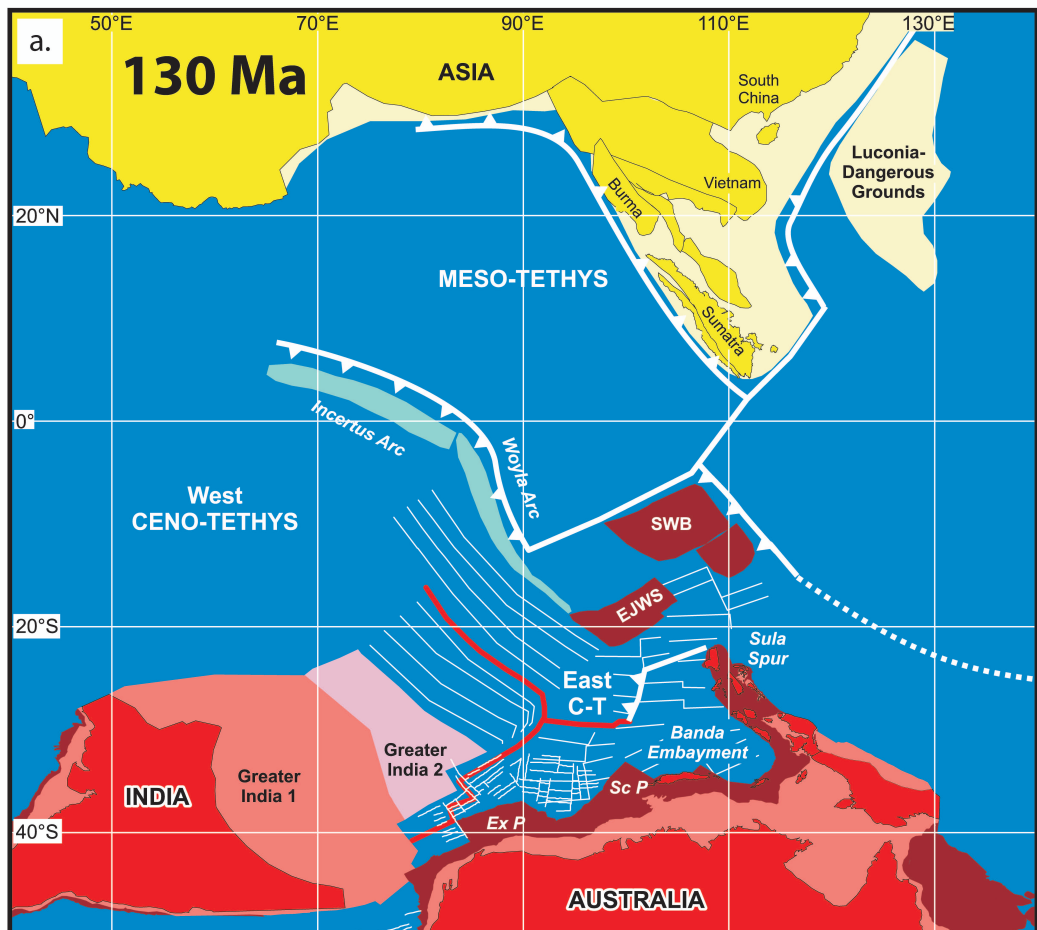 50°E
70°E
90°E
110°E
130°E
a.
130 Ma
ASIA
South
China
Luconia-
Dangerous
Grounds
Vietnam
Burma
20°N
MESO-TETHYS
Sumatra
0°
Incertus Arc
Woyla Arc
West
CENO-TETHYS
SWB
EJWS
20°S
Sula
Spur
East
C-T
Banda
Embayment
Greater
India 2
Greater
India 1
INDIA
Sc P
Ex P
40°S
AUSTRALIA